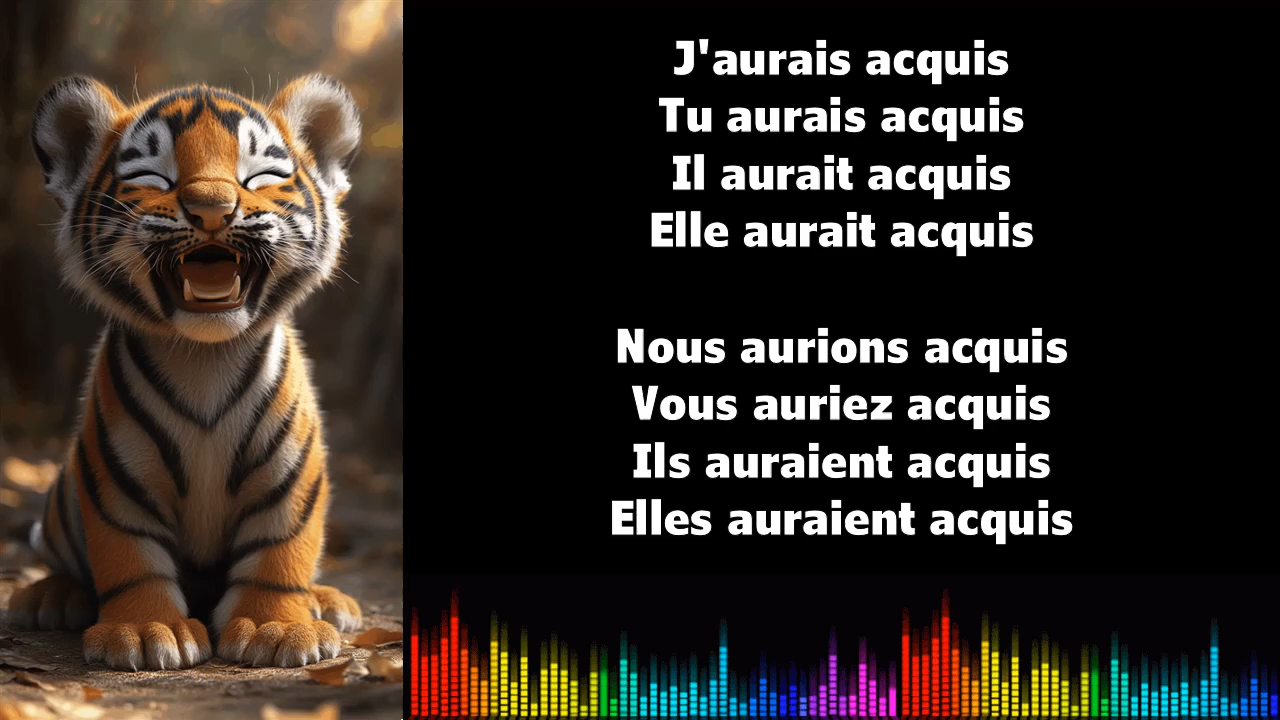 J'aurais acquis
Tu aurais acquis
Il aurait acquis
Elle aurait acquis
Nous aurions acquis
Vous auriez acquis
Ils auraient acquis
Elles auraient acquis